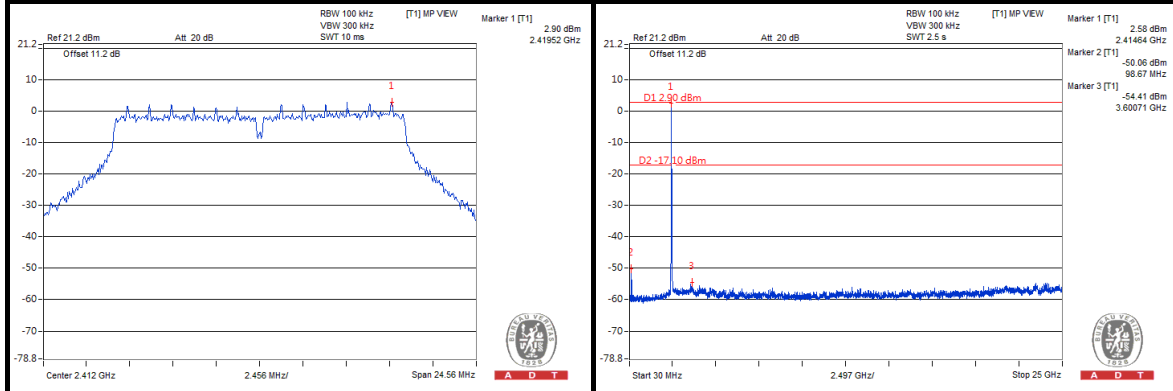 RBW 100 kHz
VBW 300 kHz
SWT 10 ms
[T1] MP VIEW
Ref 21.2 dBm
Att 20 dB
Marker 1 [T1]
2.90 dBm
2.41952 GHz
21.2
Offset 11.2 dB
10
0
-10
-20
-30
-40
-50
-60
-70
-78.8
1
Center 2.412 GHz
2.456 MHz/
Span 24.56 MHz
BUREAU VERITAS
1828
A D T
RBW 100 kHz
VBW 300 kHz
SWT 2.5 s
[T1] MP VIEW
Ref 21.2 dBm
Att 20 dB
Marker 1 [T1]
2.58 dBm
2.41464 GHz
Marker 2 [T1]
-50.06 dBm
98.67 MHz
Marker 3 [T1]
-54.41 dBm
3.60071 GHz
21.2
Offset 11.2 dB
10
0
-10
-20
-30
-40
-50
-60
-70
-78.8
1
D1 2.90 dBm
D2 -17.10 dBm
2
3
Start 30 MHz
2.497 GHz/
Stop 25 GHz
BUREAU VERITAS
1828
A D T